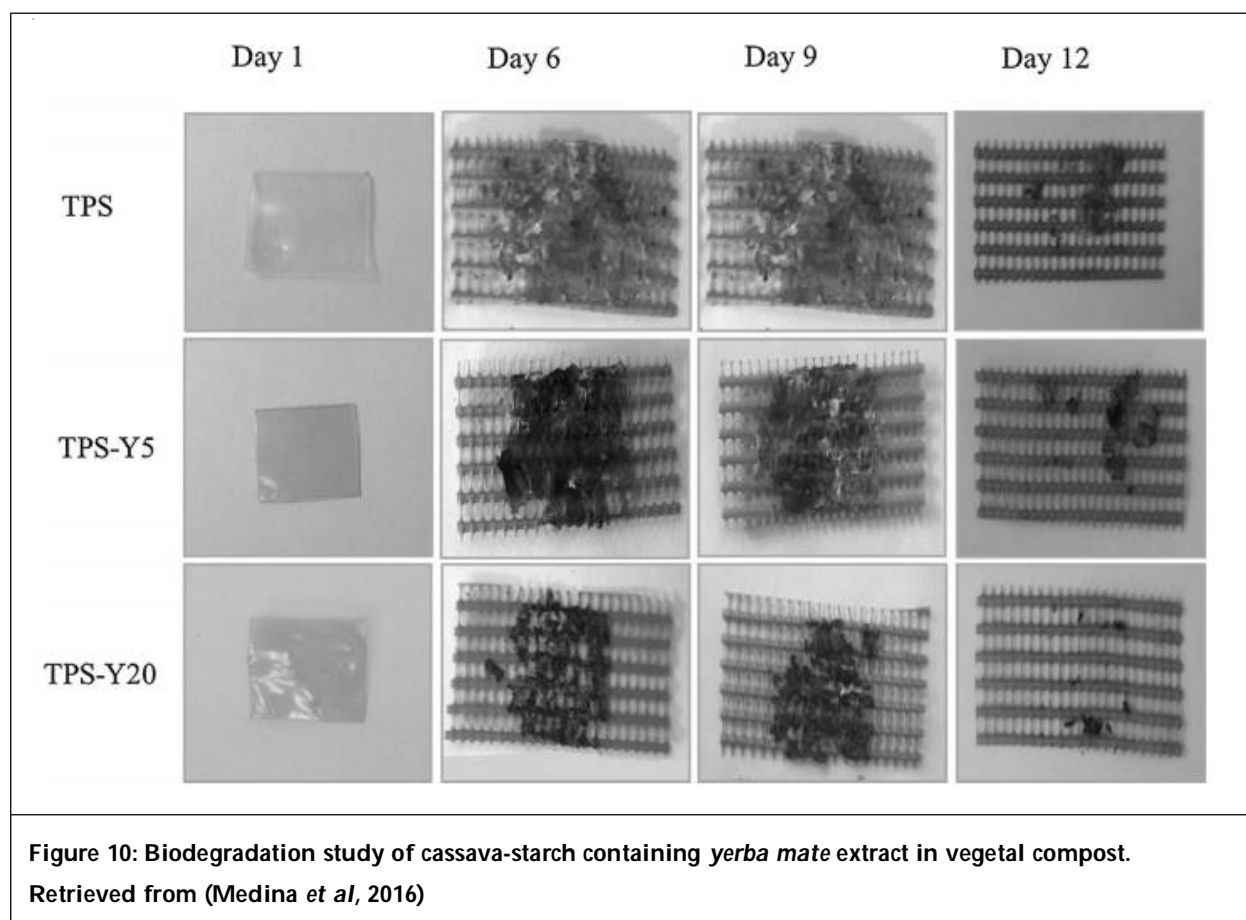 Day 1 Day 6 Day 9 Day 12
TPS
TPS-Y5
TPS-Y20
Figure 10: Biodegradation study of cassava-starch containing yerba mate extract in vegetal compost.
Retrieved from (Medina et al, 2016)